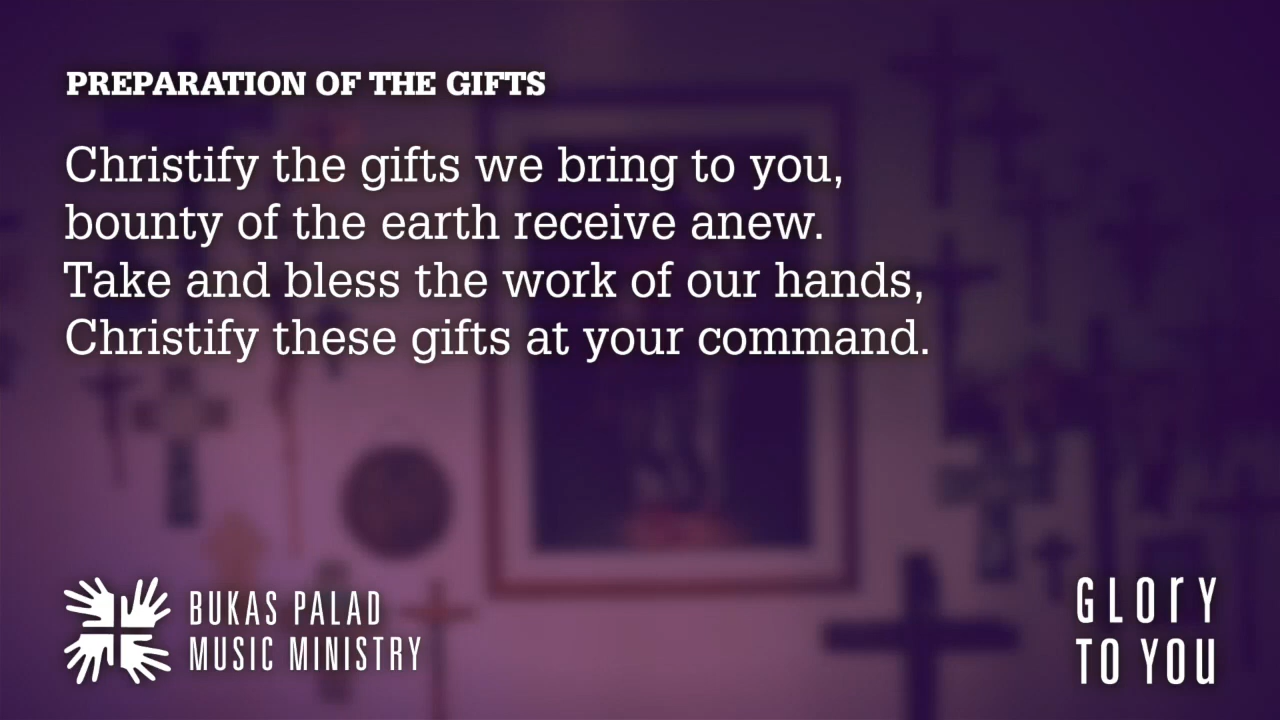 PREPARATION OF THE GIFTS
Christify the gifts we bring to you,
bounty of the earth receive anew.
Take and bless the work of our hands,
Christify these gifts at your command.
BUKAS PALAD
MUSIC MINISTRY
GLORY
TO YOU